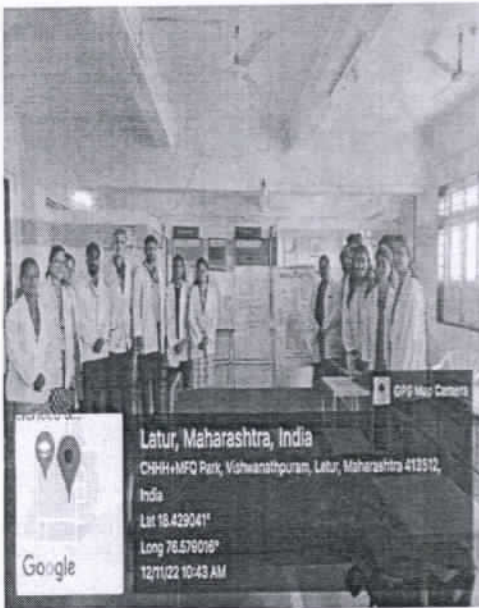 GPS Map Camera
Latur, Maharashtra, India
CHHH+MFQ Park, Vishwanathpuram, Latur, Maharashtra 413512,
India
Lat 18.429041°
Long 76.579016°
12/11/22 10:43 AM
Google